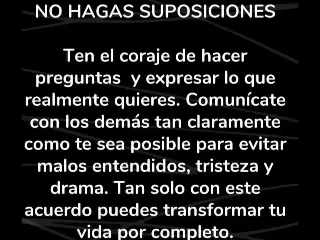 NO HAGAS SUPOSICIONES
Ten el coraje de hacer
preguntas y expresar lo que
realmente quieres. Comunícate
con los demás tan claramente
como te sea posible para evitar
malos entendidos, tristeza y
drama. Tan solo con este
acuerdo puedes transformar tu
vida por completo.